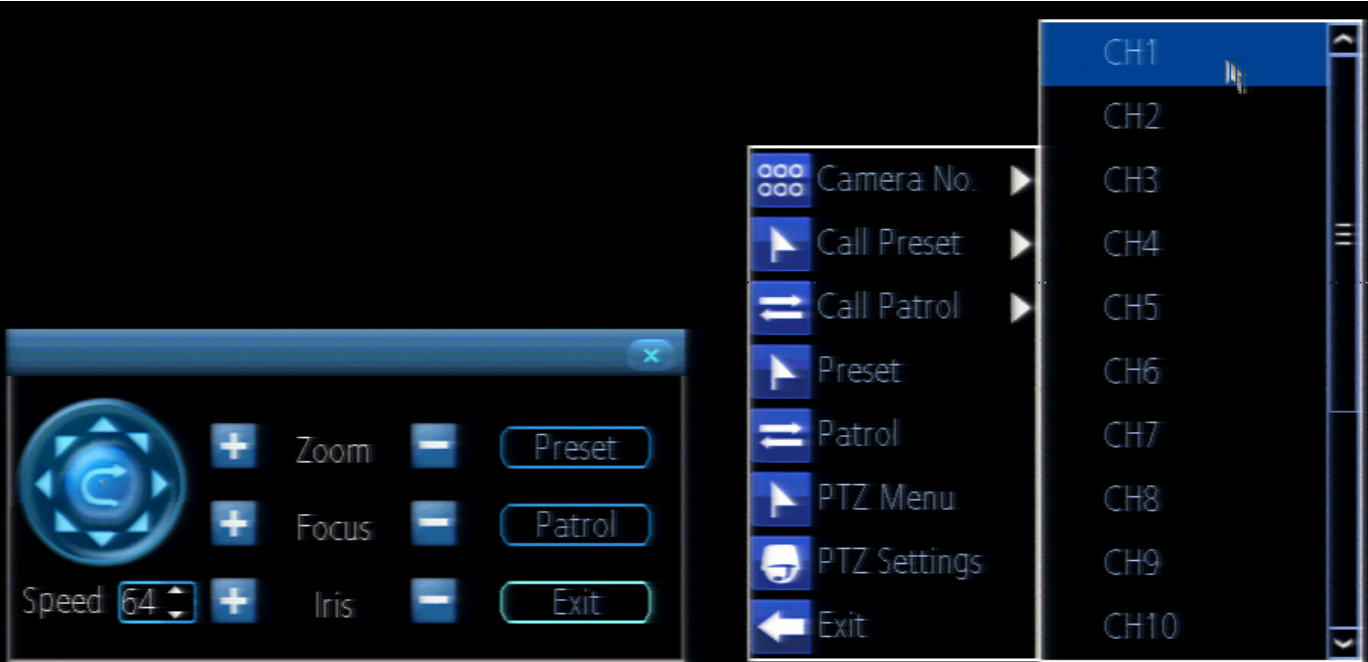 Zoom
Preset
Focus
Patrol
Speed 64
Iris
Exit
Camera No.
Call Preset
Call Patrol
Preset
Patrol
PTZ Menu
PTZ Settings
Exit
CH1
CH2
CH3
CH4
CH5
CH6
CH7
CH8
CH9
CH10